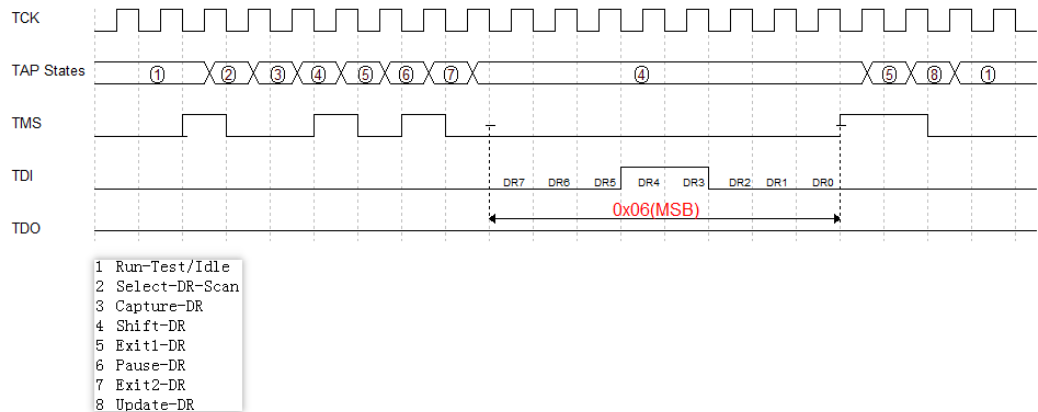 TCK
TAP States ① ② ③ ④ ⑤ ⑥ ⑦ ④ ⑤ ⑧ ①
TMS
TDI DR7 DR6 DR5 DR4 DR3 DR2 DR1 DR0
0x06(MSB)
TDO
1 Run-Test/Idle
2 Select-DR-Scan
3 Capture-DR
4 Shift-DR
5 Exit1-DR
6 Pause-DR
7 Exit2-DR
8 Update-DR